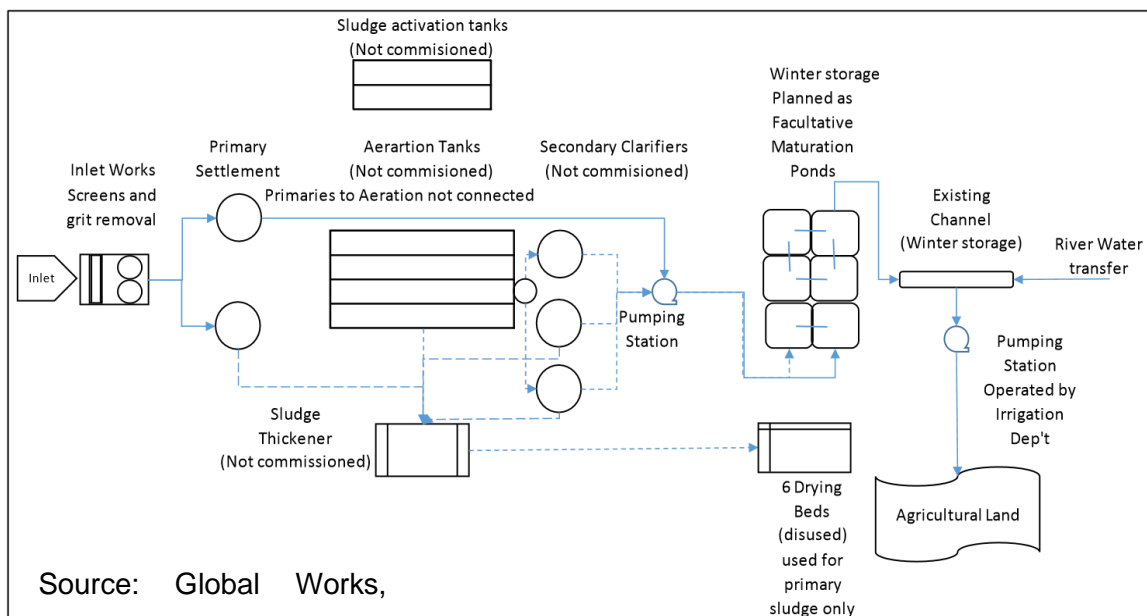 Sludge activation tanks
(Not commisioned)
Winter storage
Planned as
Facultative
Maturation
Ponds
Primary
Settlement
Aerartion Tanks
(Not commisioned)
Secondary Clarifiers
(Not commisioned)
Inlet Works
Screens and
grit removal
Primaries to Aeration not connected
Existing
Channel
(Winter storage)
River Water
transfer
Inlet
Pumping
Station
Pumping
Station
Operated by
Irrigation
Dep't
Sludge
Thickener
(Not commissioned)
6 Drying
Beds
(disused)
used for
primary
sludge only
Agricultural Land
Source: Global Works,